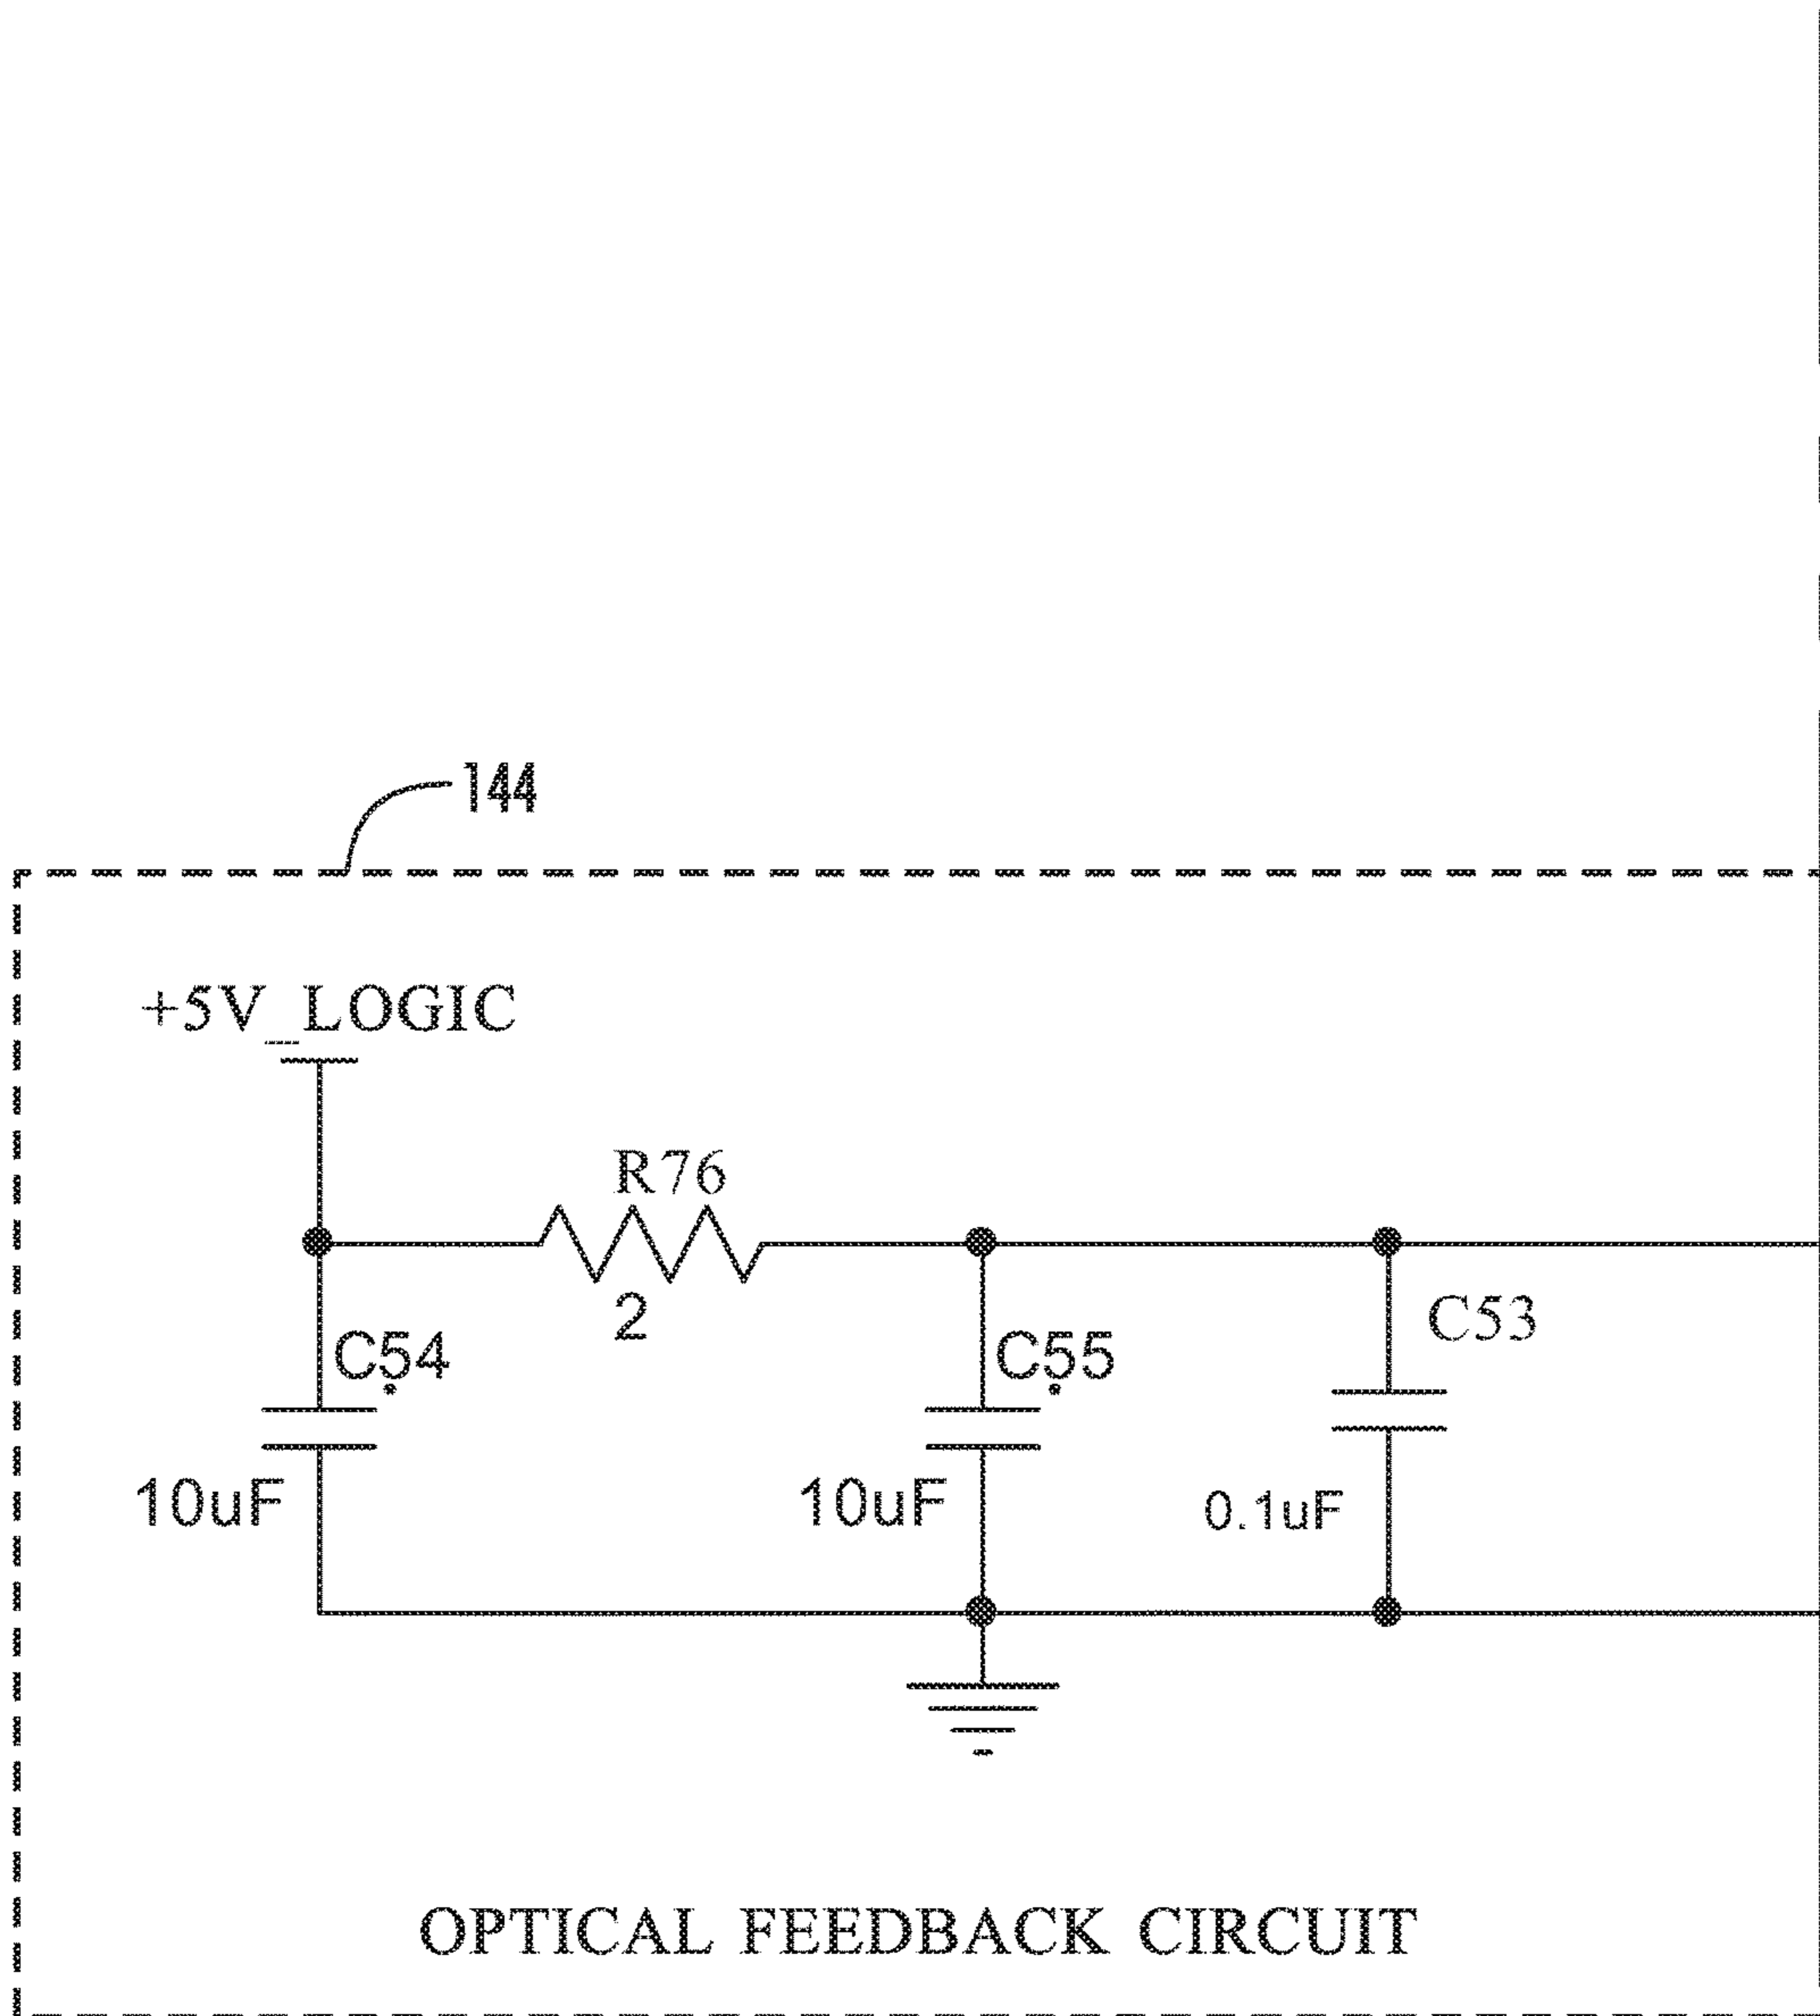 144
+5V_LOGIC
R76
2
C54
C55
C53
10uF
10uF
0.1uF
OPTICAL FEEDBACK CIRCUIT